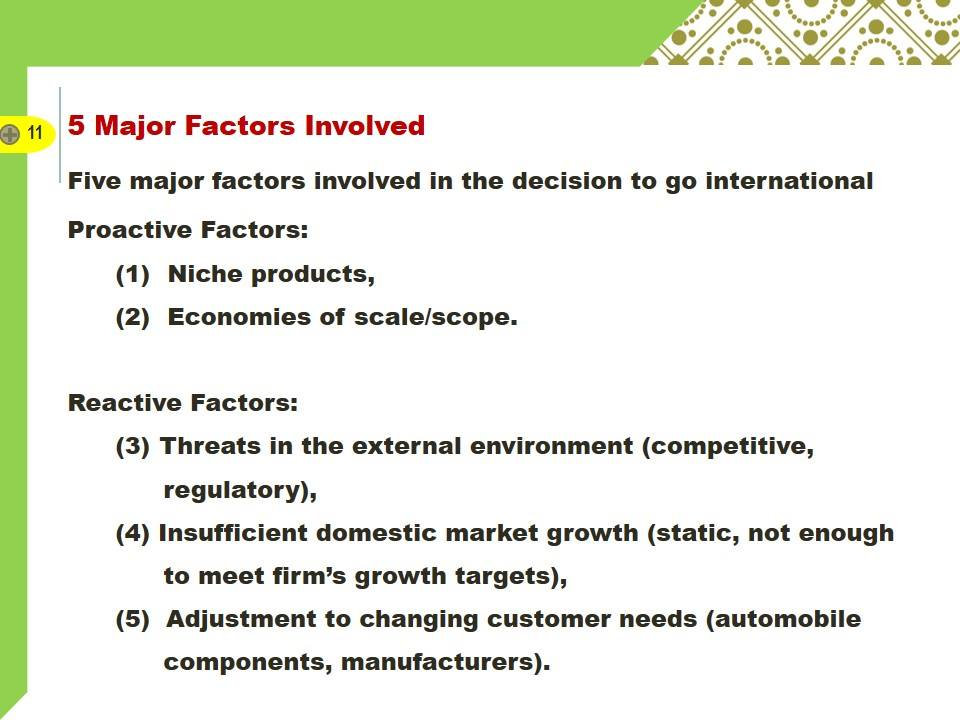 11
5 Major Factors Involved
Five major factors involved in the decision to go international
Proactive Factors:
(1) Niche products,
(2) Economies of scale/scope.
Reactive Factors:
(3) Threats in the external environment (competitive,
regulatory),
(4) Insufficient domestic market growth (static, not enough
to meet firm’s growth targets),
(5) Adjustment to changing customer needs (automobile
components, manufacturers).